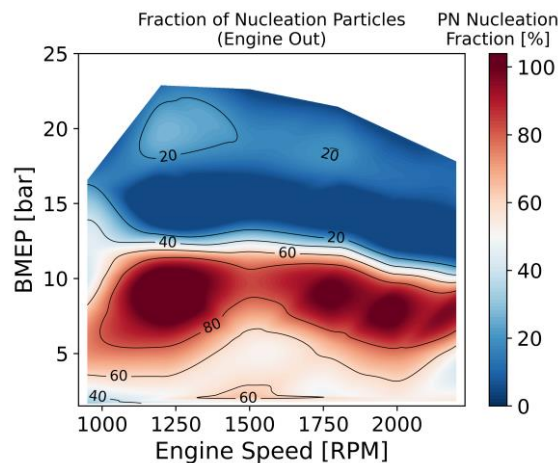 Fraction of Nucleation Particles
(Engine Out)
PN Nucleation
Fraction [%]
BMEP [bar]
20
15
10
5
20
20
20
40
60
80
60
60
40
100
80
60
40
20
0
1000 1250 1500 1750 2000
Engine Speed [RPM]